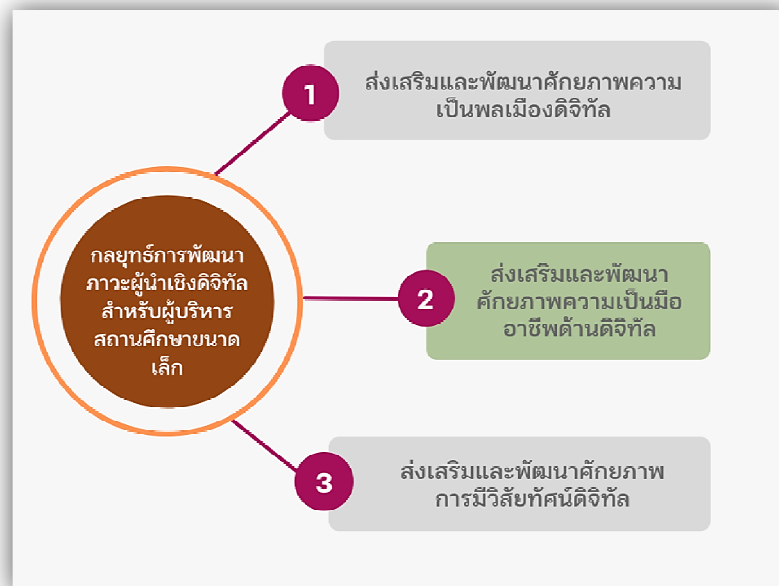 1
ส่งเสริมและพัฒนาศักยภาพความ
เป็นพลเมืองดิจิทัล
กลยุทธ์การพัฒนา
ภาวะผู้นำเชิงดิจิทัล
สำหรับผู้บริหาร
สถานศึกษาขนาด
เล็ก
2
ส่งเสริมและพัฒนา
ศักยภาพความเป็นมือ
อาชีพด้านดิจิทัล
3
ส่งเสริมและพัฒนาศักยภาพ
การมีวิสัยทัศน์ดิจิทัล